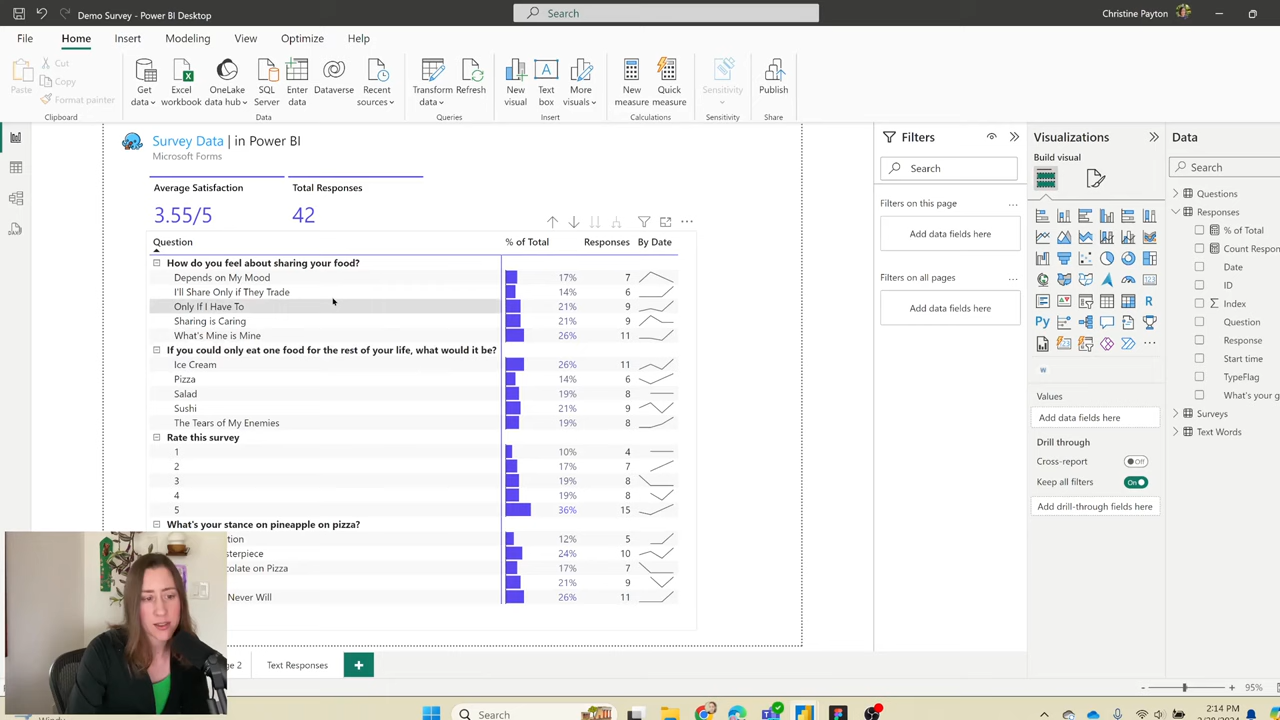 Demo Survey - Power BI Desktop
Search
Christine Payton
File
Home
Insert
Modeling
View
Optimize
Help
Paste
Cut
Copy
Format painter
Get data
Excel workbook
OneLake data hub
SQL Server
Enter data
Dataverse
Recent sources
Transform data
Refresh
New visual
Text box
More visuals
New measure
Quick measure
Sensitivity
Publish
Clipboard
Data
Queries
Insert
Calculations
Sensitivity
Share
Survey Data | in Power BI
Microsoft Forms
Average Satisfaction
3.55/5
Total Responses
42
Question % of Total Responses By Date
How do you feel about sharing your food?
Depends on My Mood 17% 7
I'll Share Only if They Trade 14% 6
Only If I Have To 21% 9
Sharing is Caring 21% 9
What's Mine is Mine 26% 11
If you could only eat one food for the rest of your life, what would it be?
Ice Cream 26% 11
Pizza 14% 6
Salad 19% 8
Sushi 21% 9
The Tears of My Enemies 19% 8
Rate this survey
1 10% 4
2 17% 7
3 19% 8
4 19% 8
5 36% 15
What's your stance on pineapple on pizza?
12% 5
24% 10
on Pizza 17% 7
21% 9
Never Will 26% 11
2
Text Responses
Filters
Search
Filters on this page
Add data fields here
Filters on all pages
Add data fields here
Visualizations
Build visual
Values
Add data fields here
Drill through
Cross-report Off
Keep all filters On
Add drill-through fields here
Data
Search
Questions
Responses
% of Total
Count Respon
Date
ID
Index
Question
Response
Start time
TypeFlag
What's your g
Surveys
Text Words
95%
Search
2:14 PM